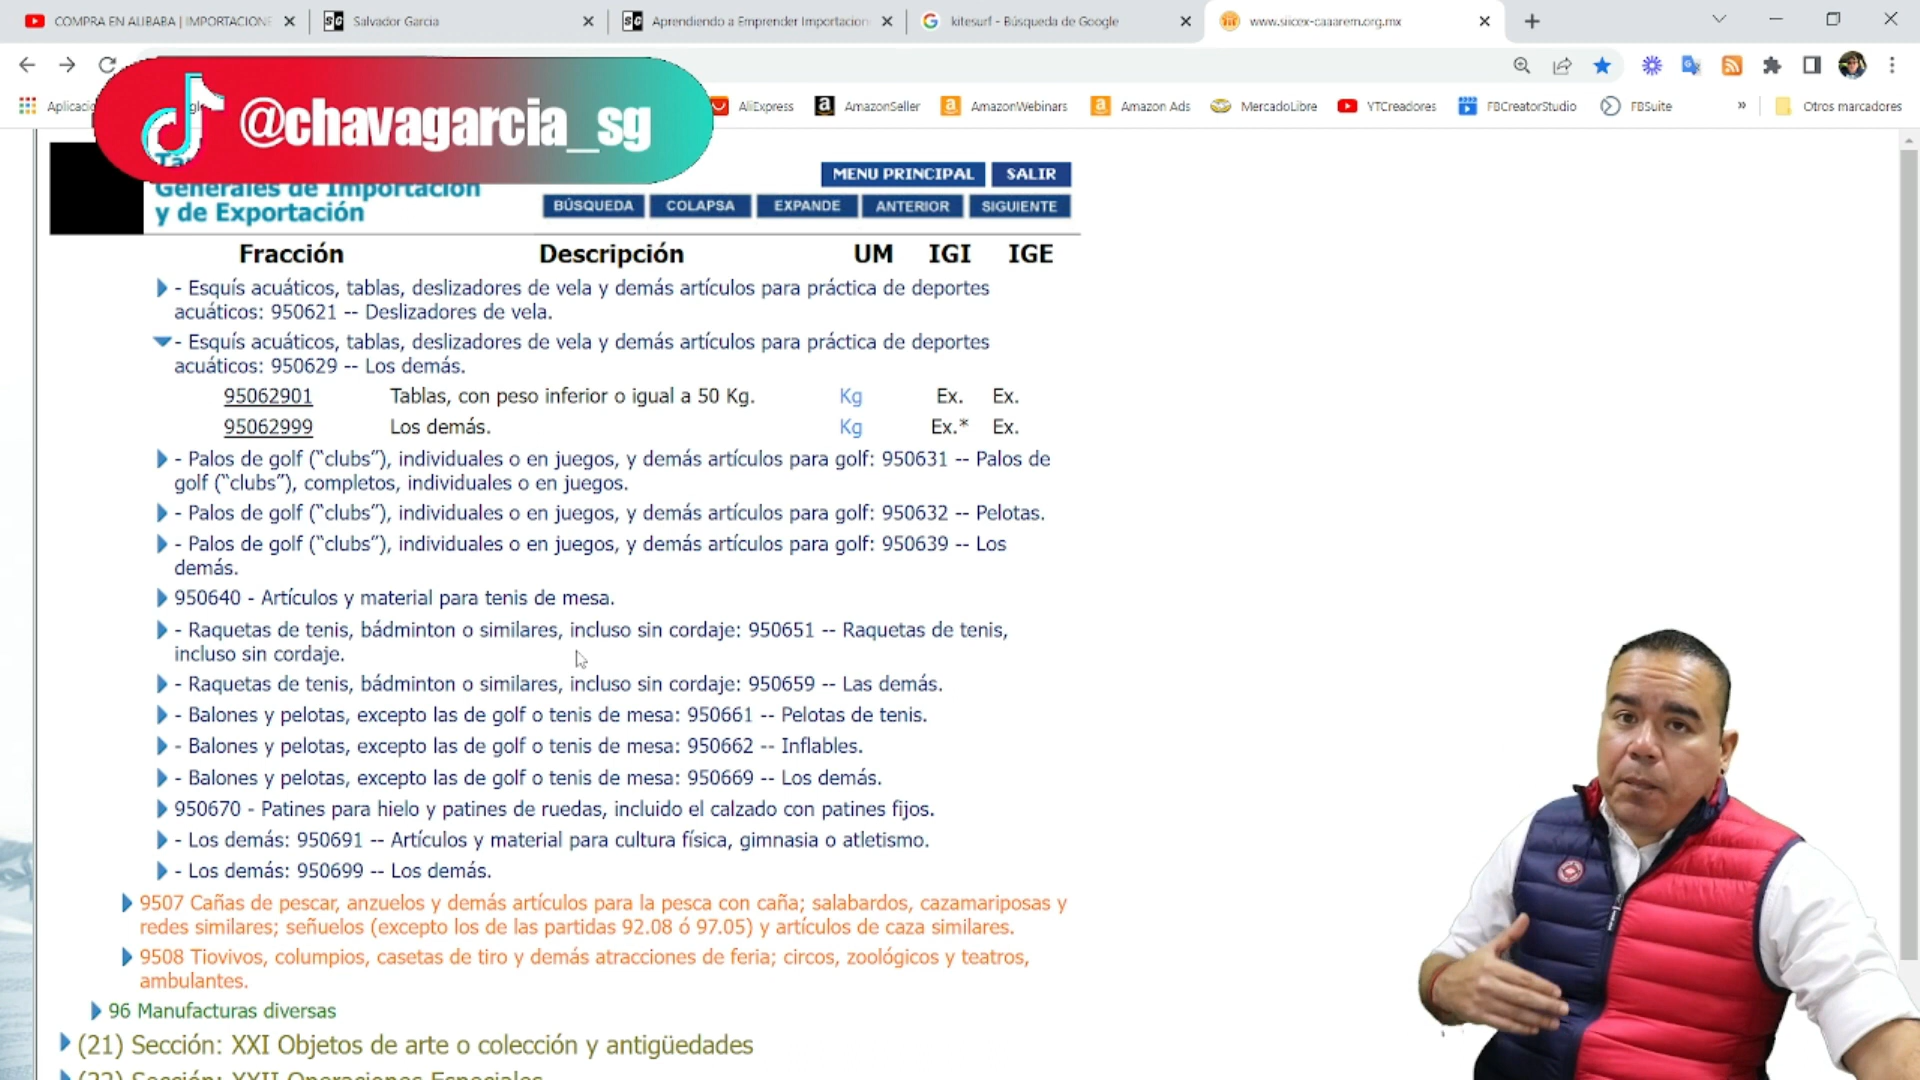 COMPRA EN ALIBABA | IMPORTACIONE
Salvador Garcia
Aprendiendo a Emprender Importacion
kitesurf - Búsqueda de Google
www.siicex-caaarem.org.mx
@chavagarcia_sg
AliExpress
AmazonSeller
AmazonWebinars
Amazon Ads
MercadoLibre
YTCreadores
FBCreatorStudio
FBSuite
»
Otros marcadores
Generales de Importación
y de Exportación
MENU PRINCIPAL
SALIR
BÚSQUEDA
COLAPSA
EXPANDE
ANTERIOR
SIGUIENTE
Fracción Descripción UM IGI IGE
- Esquís acuáticos, tablas, deslizadores de vela y demás artículos para práctica de deportes
acuáticos: 950621 -- Deslizadores de vela.
- Esquís acuáticos, tablas, deslizadores de vela y demás artículos para práctica de deportes
acuáticos: 950629 -- Los demás.
95062901 Tablas, con peso inferior o igual a 50 Kg. Kg Ex. Ex.
95062999 Los demás. Kg Ex.* Ex.
- Palos de golf (“clubs”), individuales o en juegos, y demás artículos para golf: 950631 -- Palos de
golf (“clubs”), completos, individuales o en juegos.
- Palos de golf (“clubs”), individuales o en juegos, y demás artículos para golf: 950632 -- Pelotas.
- Palos de golf (“clubs”), individuales o en juegos, y demás artículos para golf: 950639 -- Los
demás.
950640 - Artículos y material para tenis de mesa.
- Raquetas de tenis, bádminton o similares, incluso sin cordaje: 950651 -- Raquetas de tenis,
incluso sin cordaje.
- Raquetas de tenis, bádminton o similares, incluso sin cordaje: 950659 -- Las demás.
- Balones y pelotas, excepto las de golf o tenis de mesa: 950661 -- Pelotas de tenis.
- Balones y pelotas, excepto las de golf o tenis de mesa: 950662 -- Inflables.
- Balones y pelotas, excepto las de golf o tenis de mesa: 950669 -- Los demás.
950670 - Patines para hielo y patines de ruedas, incluido el calzado con patines fijos.
- Los demás: 950691 -- Artículos y material para cultura física, gimnasia o atletismo.
- Los demás: 950699 -- Los demás.
9507 Cañas de pescar, anzuelos y demás artículos para la pesca con caña; salabardos, cazamariposas y
redes similares; señuelos (excepto los de las partidas 92.08 ó 97.05) y artículos de caza similares.
9508 Tiovivos, columpios, casetas de tiro y demás atracciones de feria; circos, zoológicos y teatros,
ambulantes.
96 Manufacturas diversas
(21) Sección: XXI Objetos de arte o colección y antigüedades
(22) Sección: XXII Operaciones Especiales